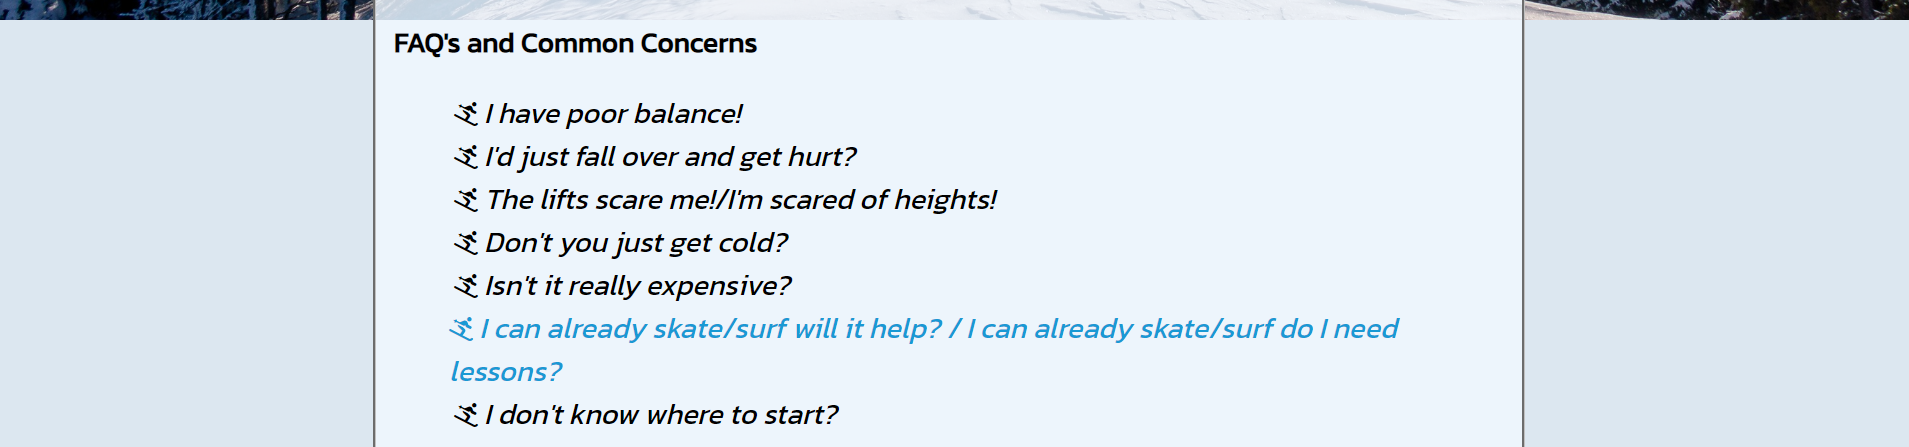 FAQ's and Common Concerns
I have poor balance!
I'd just fall over and get hurt?
The lifts scare me!/I'm scared of heights!
Don't you just get cold?
Isn't it really expensive?
I can already skate/surf will it help? / I can already skate/surf do I need
lessons?
I don't know where to start?